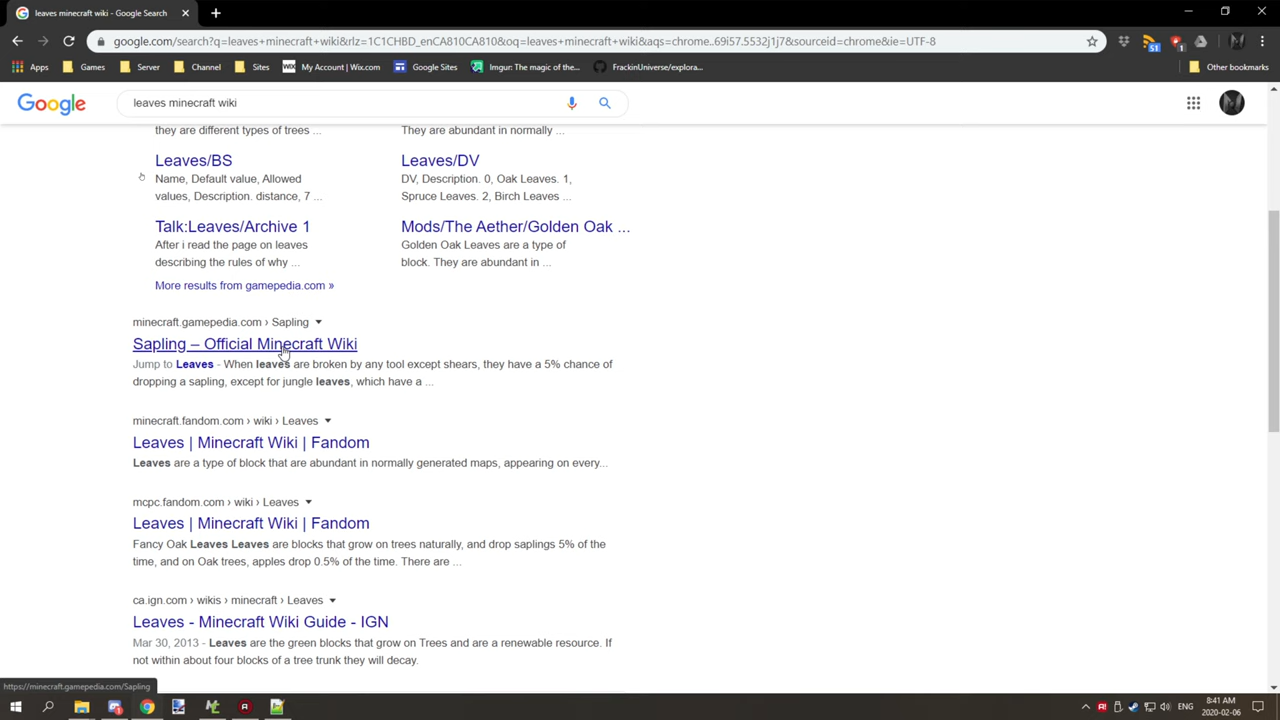 leaves minecraft wiki - Google Search
google.com/search?q=leaves+minecraft+wiki&rlz=1C1CHBD_enCA810CA810&oq=leaves+minecraft+wiki&aqs=chrome..69i57.5532j1j7&sourceid=chrome&ie=UTF-8
51
1
Apps Games Server Channel Sites WiX My Account | Wix.com Google Sites Imgur: The magic of the... FrackinUniverse/explora... Other bookmarks
Google leaves minecraft wiki
they are different types of trees ...
They are abundant in normally ...
Leaves/BS
Name, Default value, Allowed
values, Description. distance, 7 ...
Leaves/DV
DV, Description. 0, Oak Leaves. 1,
Spruce Leaves. 2, Birch Leaves ...
Talk:Leaves/Archive 1
After i read the page on leaves
describing the rules of why ...
Mods/The Aether/Golden Oak ...
Golden Oak Leaves are a type of
block. They are abundant in ...
More results from gamepedia.com »
minecraft.gamepedia.com › Sapling
Sapling – Official Minecraft Wiki
Jump to Leaves - When leaves are broken by any tool except shears, they have a 5% chance of
dropping a sapling, except for jungle leaves, which have a ...
minecraft.fandom.com › wiki › Leaves
Leaves | Minecraft Wiki | Fandom
Leaves are a type of block that are abundant in normally generated maps, appearing on every...
mcpc.fandom.com › wiki › Leaves
Leaves | Minecraft Wiki | Fandom
Fancy Oak Leaves Leaves are blocks that grow on trees naturally, and drop saplings 5% of the
time, and on Oak trees, apples drop 0.5% of the time. There are ...
ca.ign.com › wikis › minecraft › Leaves
Leaves - Minecraft Wiki Guide - IGN
Mar 30, 2013 - Leaves are the green blocks that grow on Trees and are a renewable resource. If
not within about four blocks of a tree trunk they will decay.
https://minecraft.gamepedia.com/Sapling
ENG
8:41 AM
2020-02-06